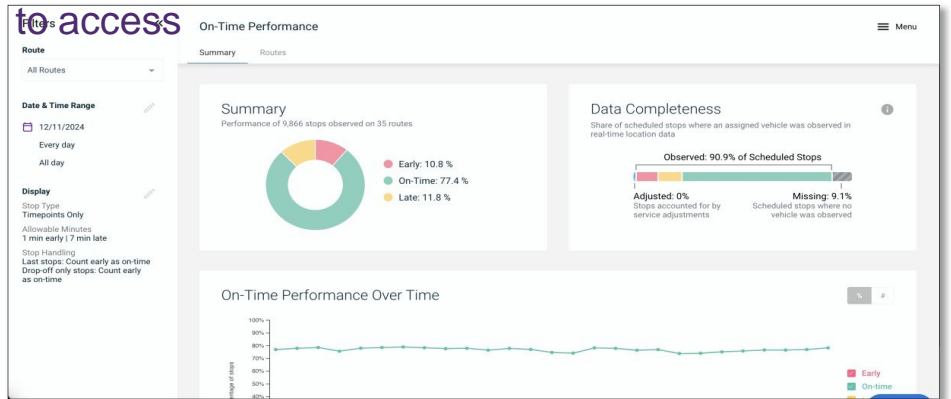 to access
Filters
Route
All Routes
Date & Time Range
12/11/2024
Every day
All day
Display
Stop Type
Timepoints Only
Allowable Minutes
1 min early | 7 min late
Stop Handling
Last stops: Count early as on-time
Drop-off only stops: Count early
as on-time
On-Time Performance
Menu
Summary Routes
Summary
Performance of 9,866 stops observed on 35 routes
Early: 10.8 %
On-Time: 77.4 %
Late: 11.8 %
Data Completeness
Share of scheduled stops where an assigned vehicle was observed in
real-time location data
Observed: 90.9% of Scheduled Stops
Adjusted: 0%
Stops accounted for by
service adjustments
Missing: 9.1%
Scheduled stops where no
vehicle was observed
On-Time Performance Over Time
% #
100%
90%
80%
70%
60%
50%
40%
of stops
Early
On-time